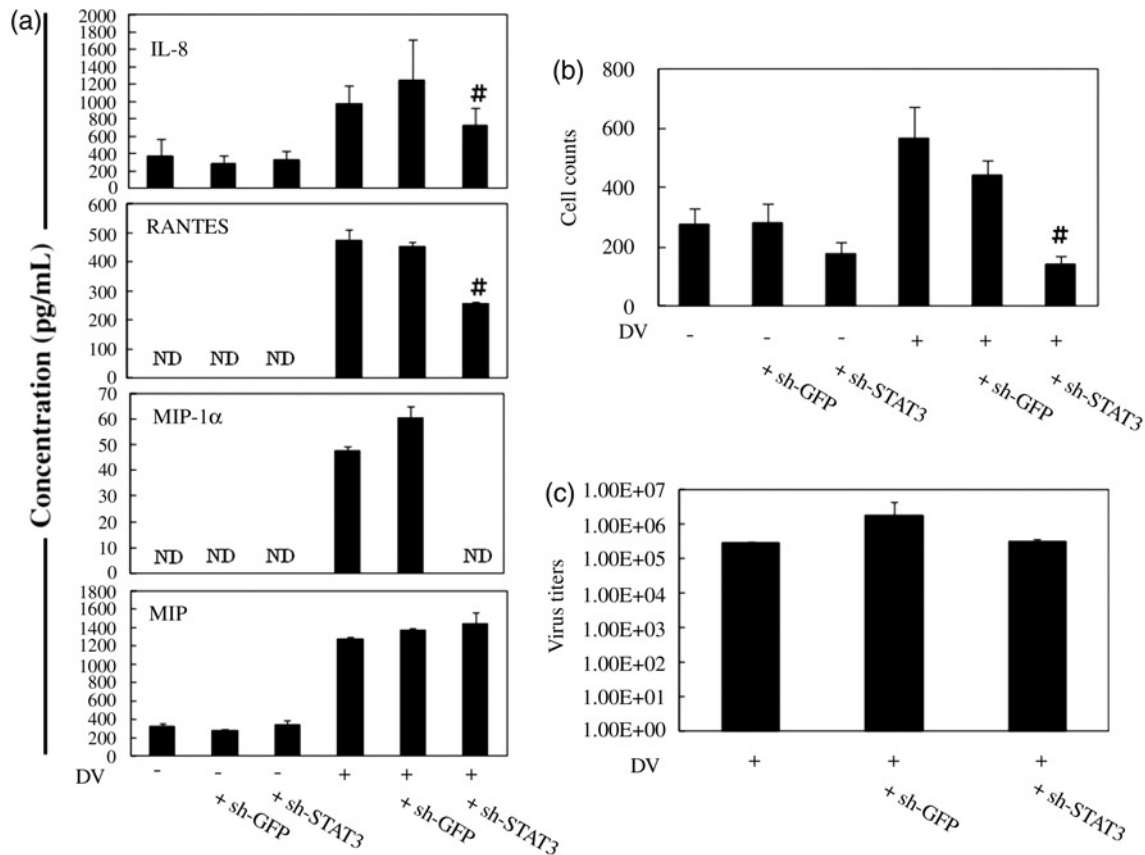 (a)
Concentration (pg/mL)
2000
1800
1600
1400
1200
1000
800
600
400
200
0
IL-8
#
600
500
400
300
200
100
0
RANTES
ND ND ND
#
70
60
50
40
30
20
10
0
MIP-1α
ND ND ND ND
1800
1600
1400
1200
1000
800
600
400
200
0
MIP
DV - - - + + +
+ sh-GFP
+ sh-STAT3
+ sh-GFP
+ sh-STAT3
(b)
Cell counts
800
600
400
200
0
#
DV - - - + + +
+ sh-GFP
+ sh-STAT3
+ sh-GFP
+ sh-STAT3
(c)
Virus titers
1.00E+07
1.00E+06
1.00E+05
1.00E+04
1.00E+03
1.00E+02
1.00E+01
1.00E+00
DV + + +
+ sh-GFP
+ sh-STAT3